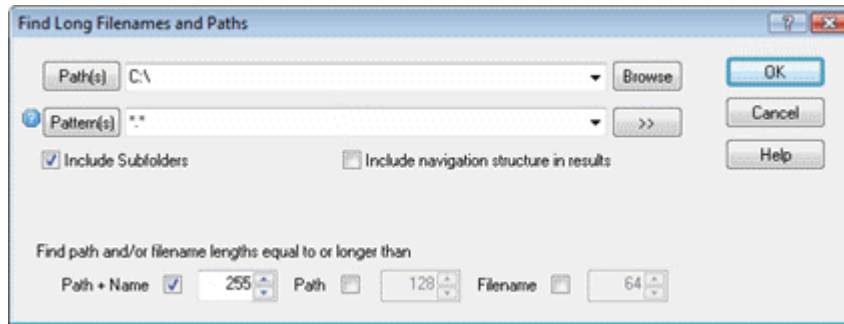 Find Long Filenames and Paths
Path(s) C:\ Browse OK
Pattern(s) *.* >> Cancel
Include Subfolders Include navigation structure in results Help
Find path and/or filename lengths equal to or longer than
Path + Name 255 Path 128 Filename 64